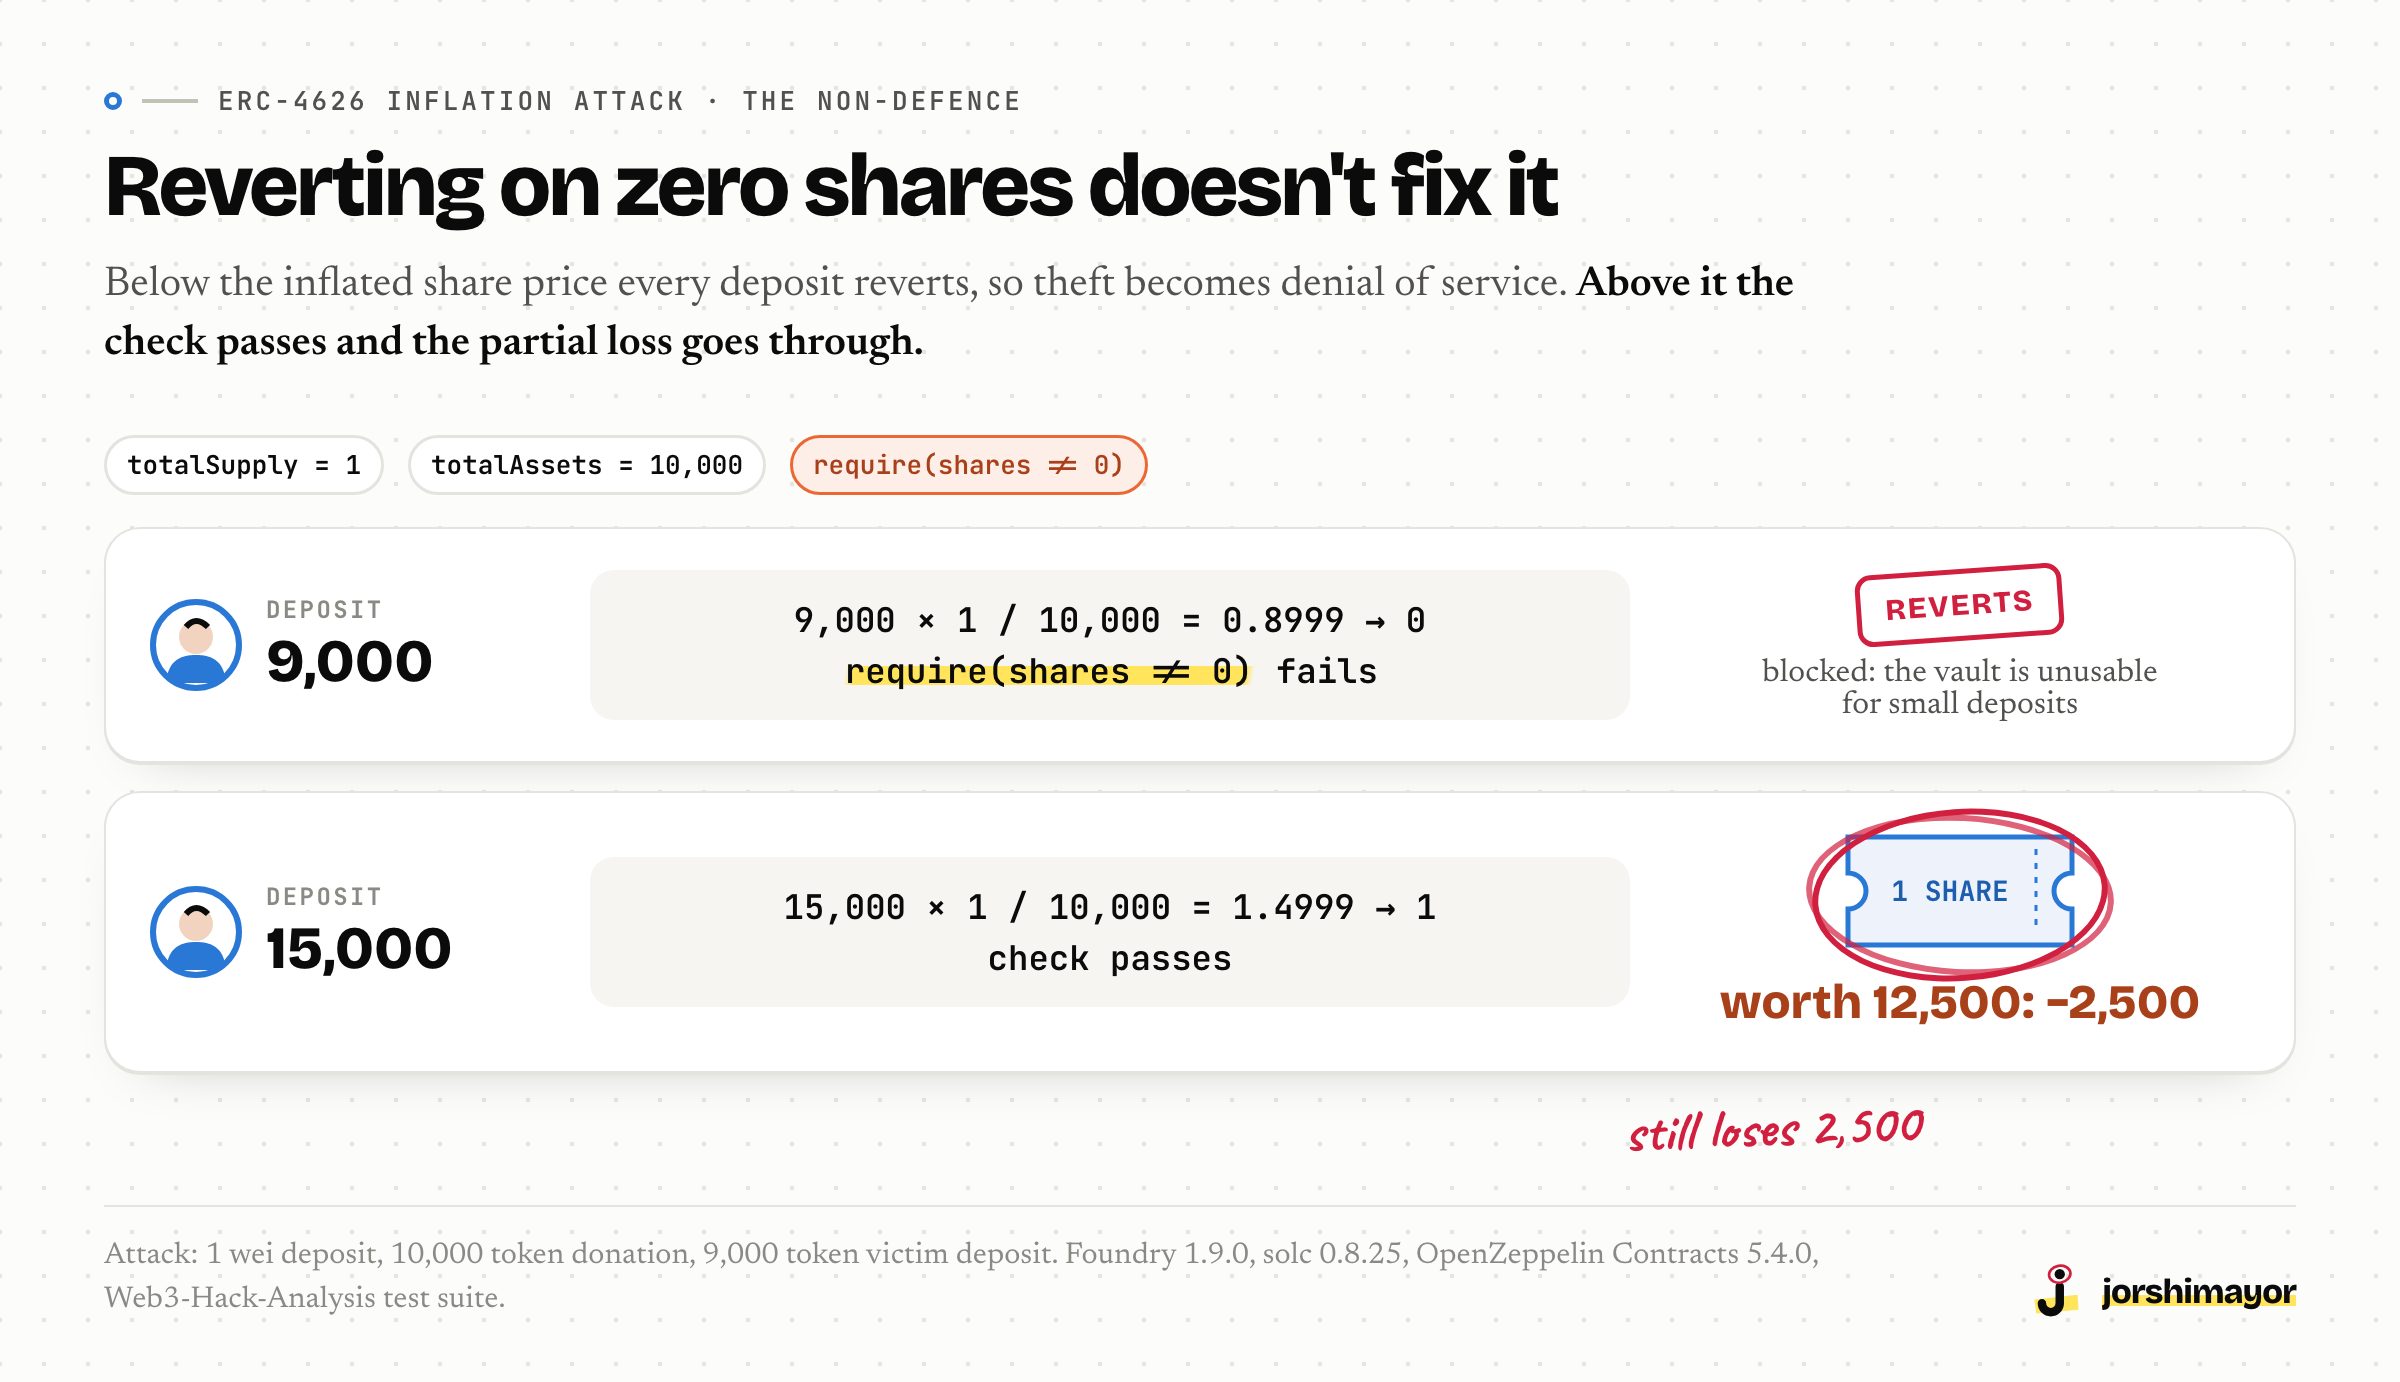 ERC-4626 INFLATION ATTACK · THE NON-DEFENCE
Reverting on zero shares doesn't fix it
Below the inflated share price every deposit reverts, so theft becomes denial of service. Above it the
check passes and the partial loss goes through.
totalSupply = 1
totalAssets = 10,000
require(shares ≠ 0)
DEPOSIT
9,000
9,000 × 1 / 10,000 = 0.8999 → 0
require(shares ≠ 0) fails
REVERTS
blocked: the vault is unusable
for small deposits
DEPOSIT
15,000
15,000 × 1 / 10,000 = 1.4999 → 1
check passes
1 SHARE
worth 12,500: −2,500
still loses 2,500
Attack: 1 wei deposit, 10,000 token donation, 9,000 token victim deposit. Foundry 1.9.0, solc 0.8.25, OpenZeppelin Contracts 5.4.0,
Web3-Hack-Analysis test suite.
jorshimayor